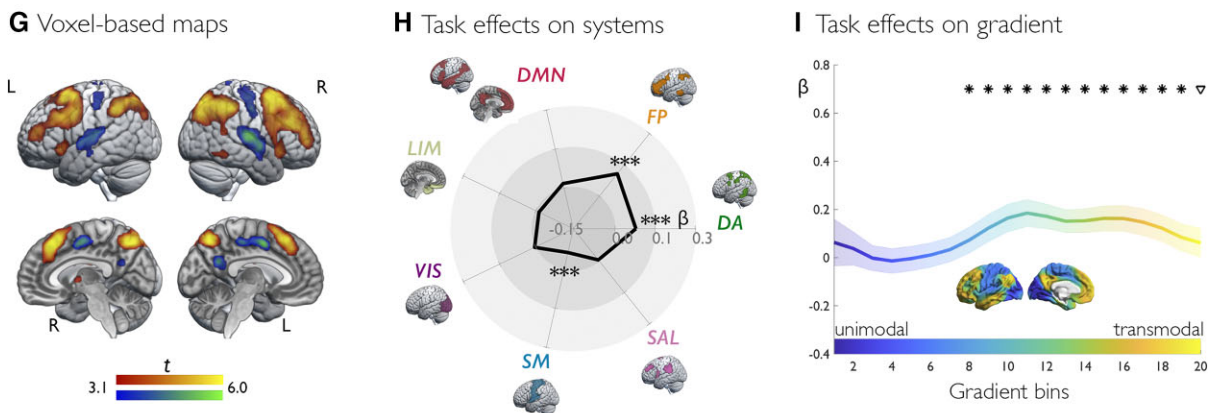 G Voxel-based maps
L
R
R
L
t
3.1
6.0
H Task effects on systems
DMN
FP
LIM
***
DA
*** β
-0.15
0.0
0.1
0.3
VIS
***
SM
SAL
I Task effects on gradient
β
0.8
0.6
0.4
0.2
0
-0.2
-0.4
* * * * * * * * * * * * ▽
unimodal
transmodal
2 4 6 8 10 12 14 16 18 20
Gradient bins